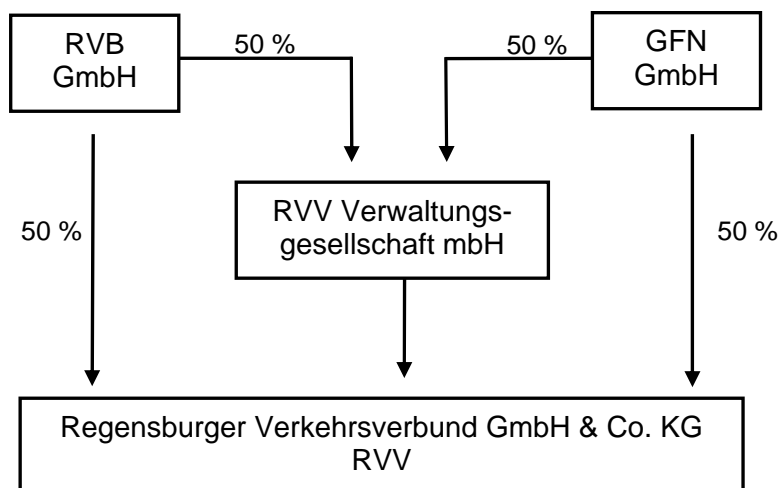 RVB
GmbH
50 %
50 %
GFN
GmbH
RVV Verwaltungs-
gesellschaft mbH
50 %
50 %
Regensburger Verkehrsverbund GmbH & Co. KG
RVV